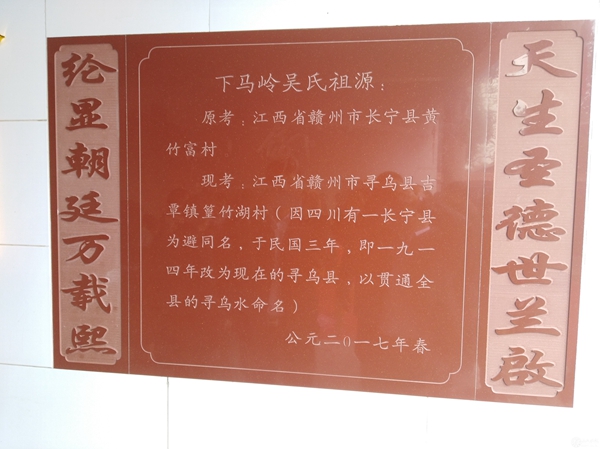 天生圣德世兰啟
下马岭吴氏祖源：
原考：江西省赣州市长宁县黄
竹富村
现考：江西省赣州市寻乌县吉
覃镇篁竹湖村（因四川有一长宁县
为避同名，于民国三年，即一九一
四年改为现在的寻乌县，以贯通全
县的寻乌水命名）
公元二〇一七年春
纶显朝廷万载熙